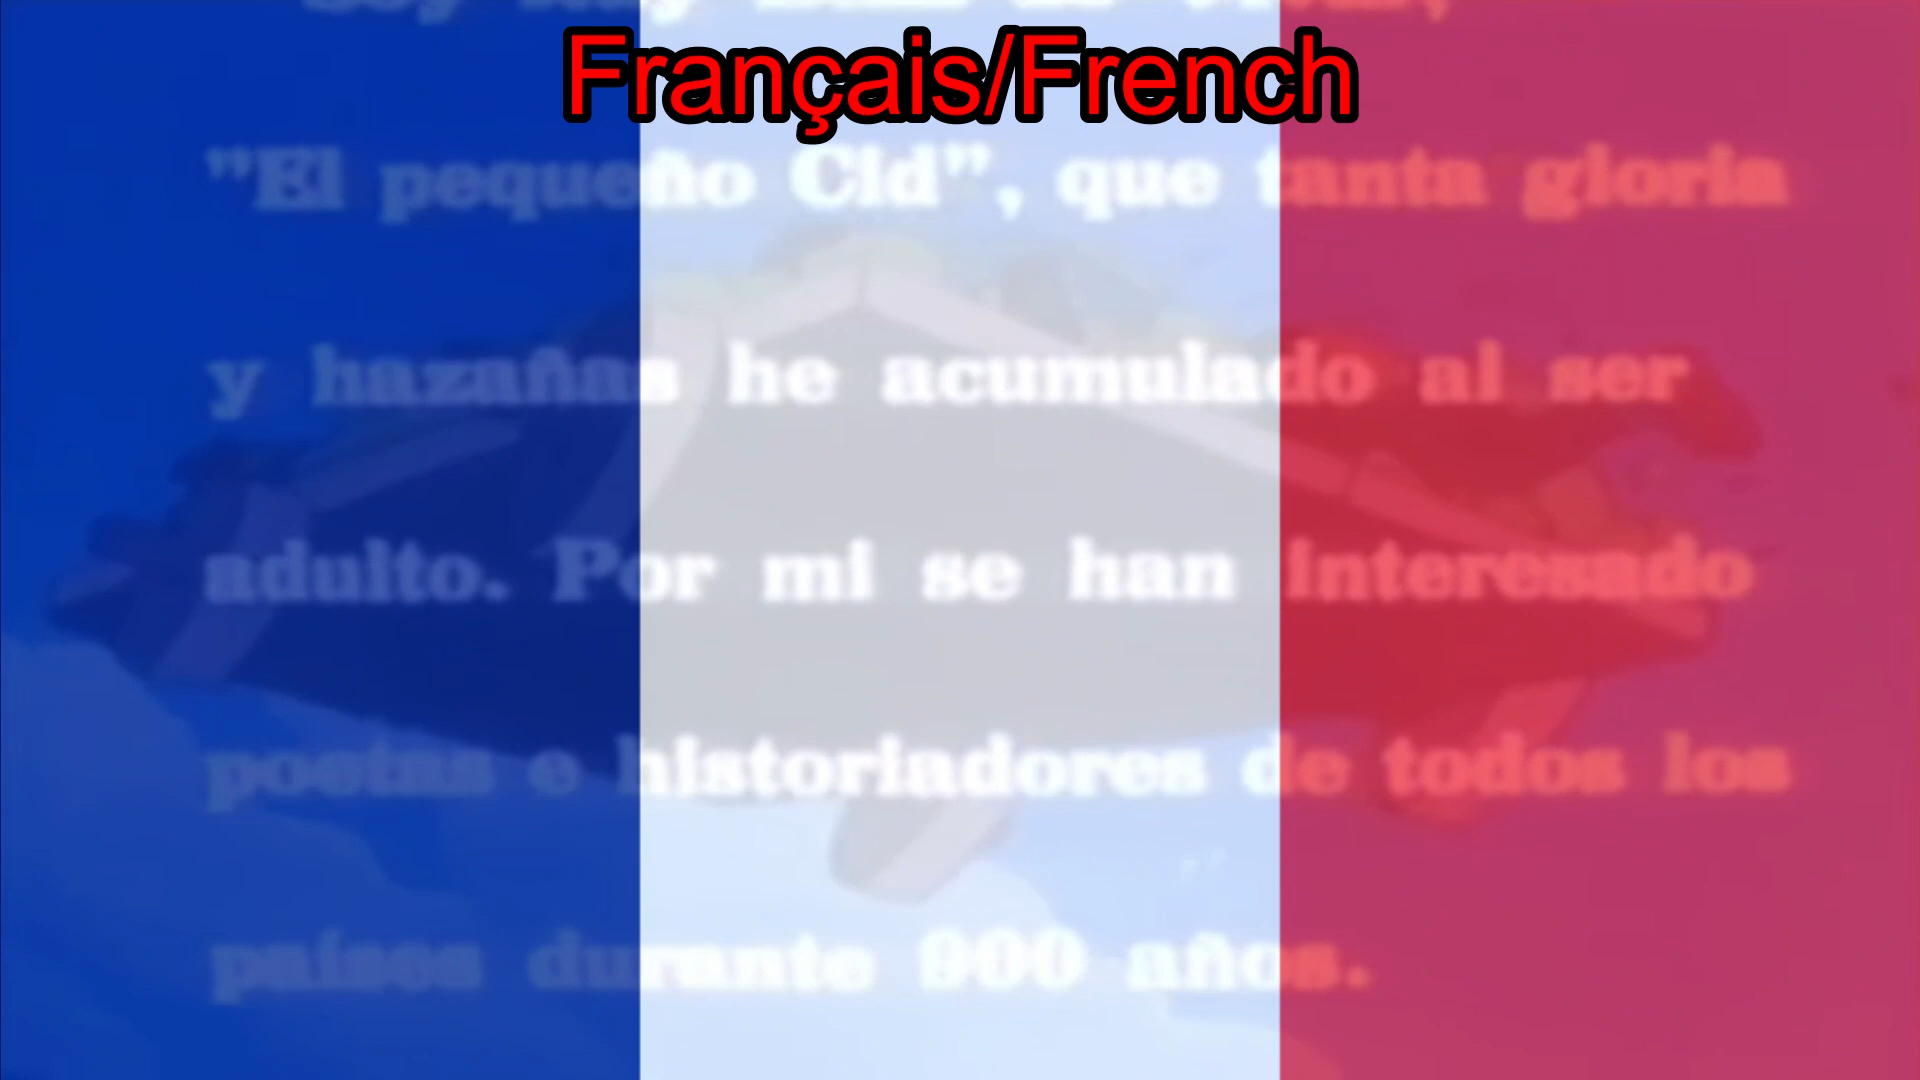 Français/French
"El pequeño Cid", que tanta gloria
y hazañas he acumulado al ser
adulto. Por mi se han interesado
poetas e historiadores de todos los
países durante 900 años.